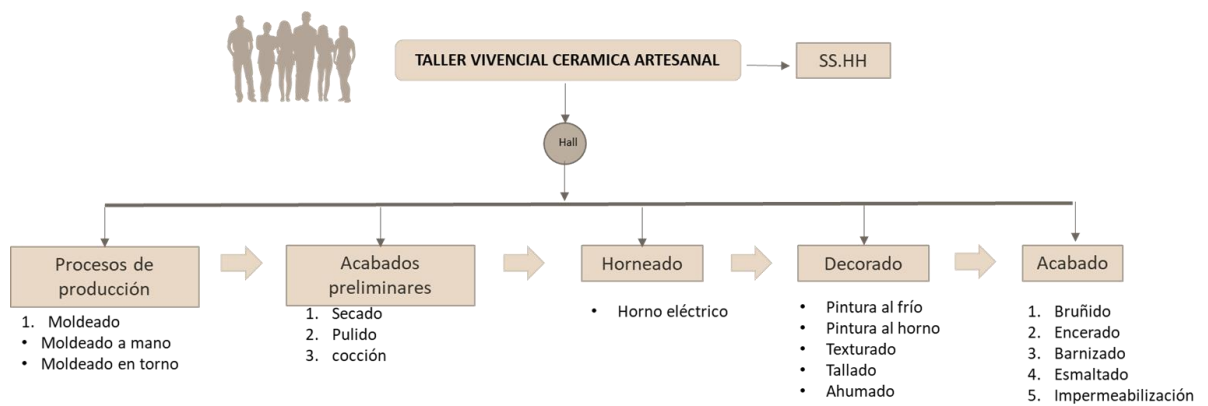 TALLER VIVENCIAL CERAMICA ARTESANAL
SS.HH
Hall
Procesos de
producción
1. Moldeado
• Moldeado a mano
• Moldeado en torno
Acabados
preliminares
1. Secado
2. Pulido
3. cocción
Horneado
• Horno eléctrico
Decorado
• Pintura al frío
• Pintura al horno
• Texturado
• Tallado
• Ahumado
Acabado
1. Bruñido
2. Encerado
3. Barnizado
4. Esmaltado
5. Impermeabilización